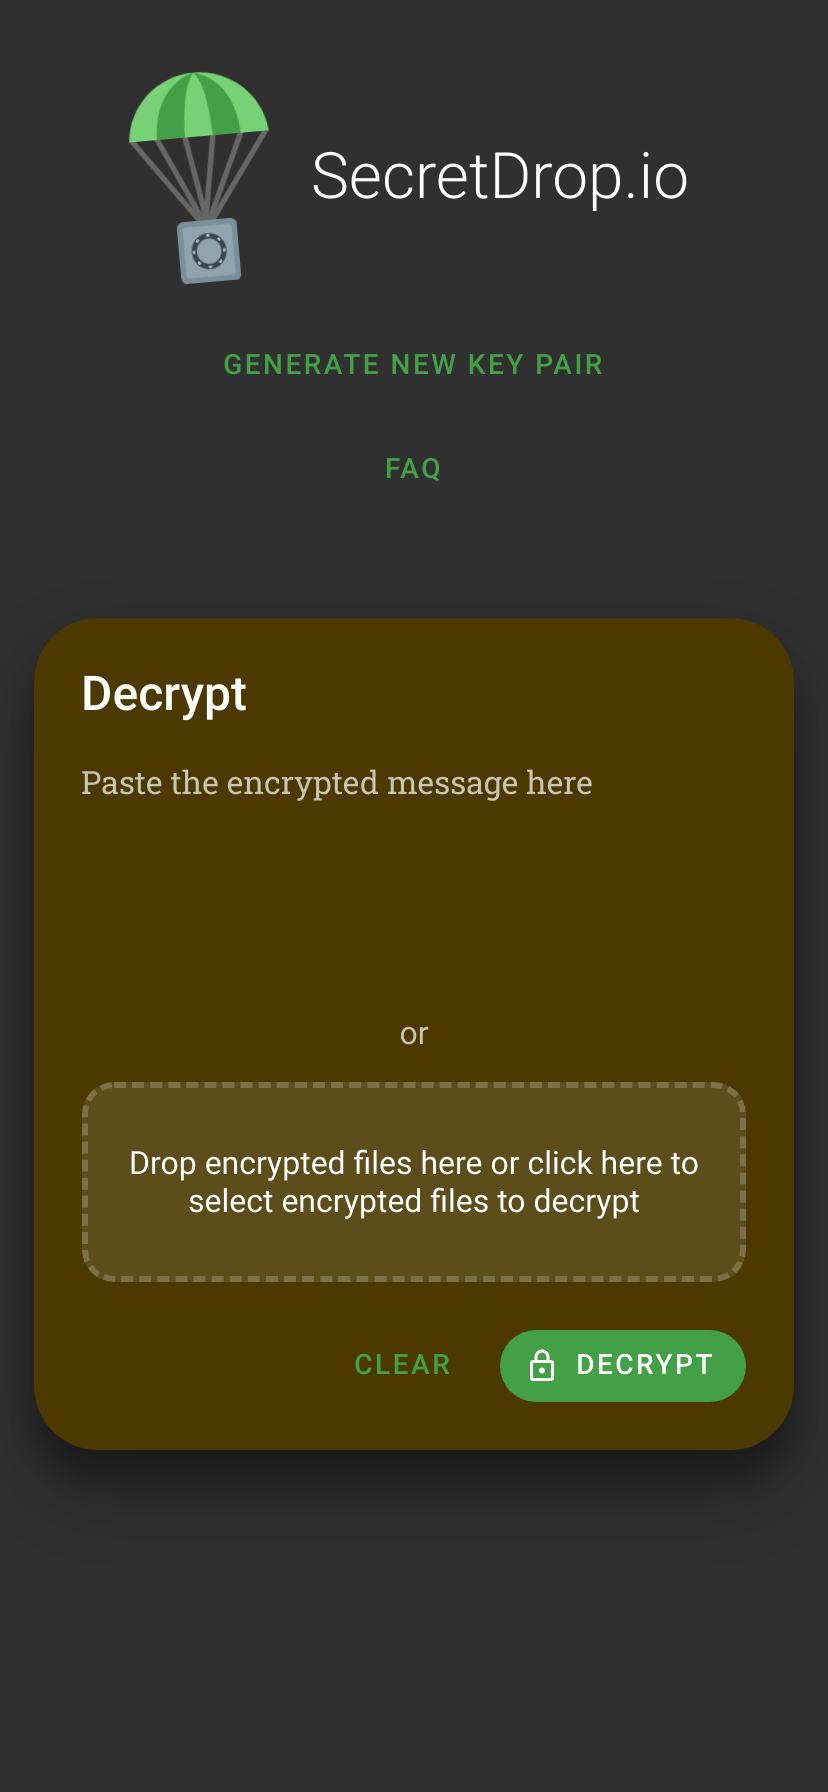 SecretDrop.io
GENERATE NEW KEY PAIR
FAQ
Decrypt
Paste the encrypted message here
or
Drop encrypted files here or click here to
select encrypted files to decrypt
CLEAR
DECRYPT